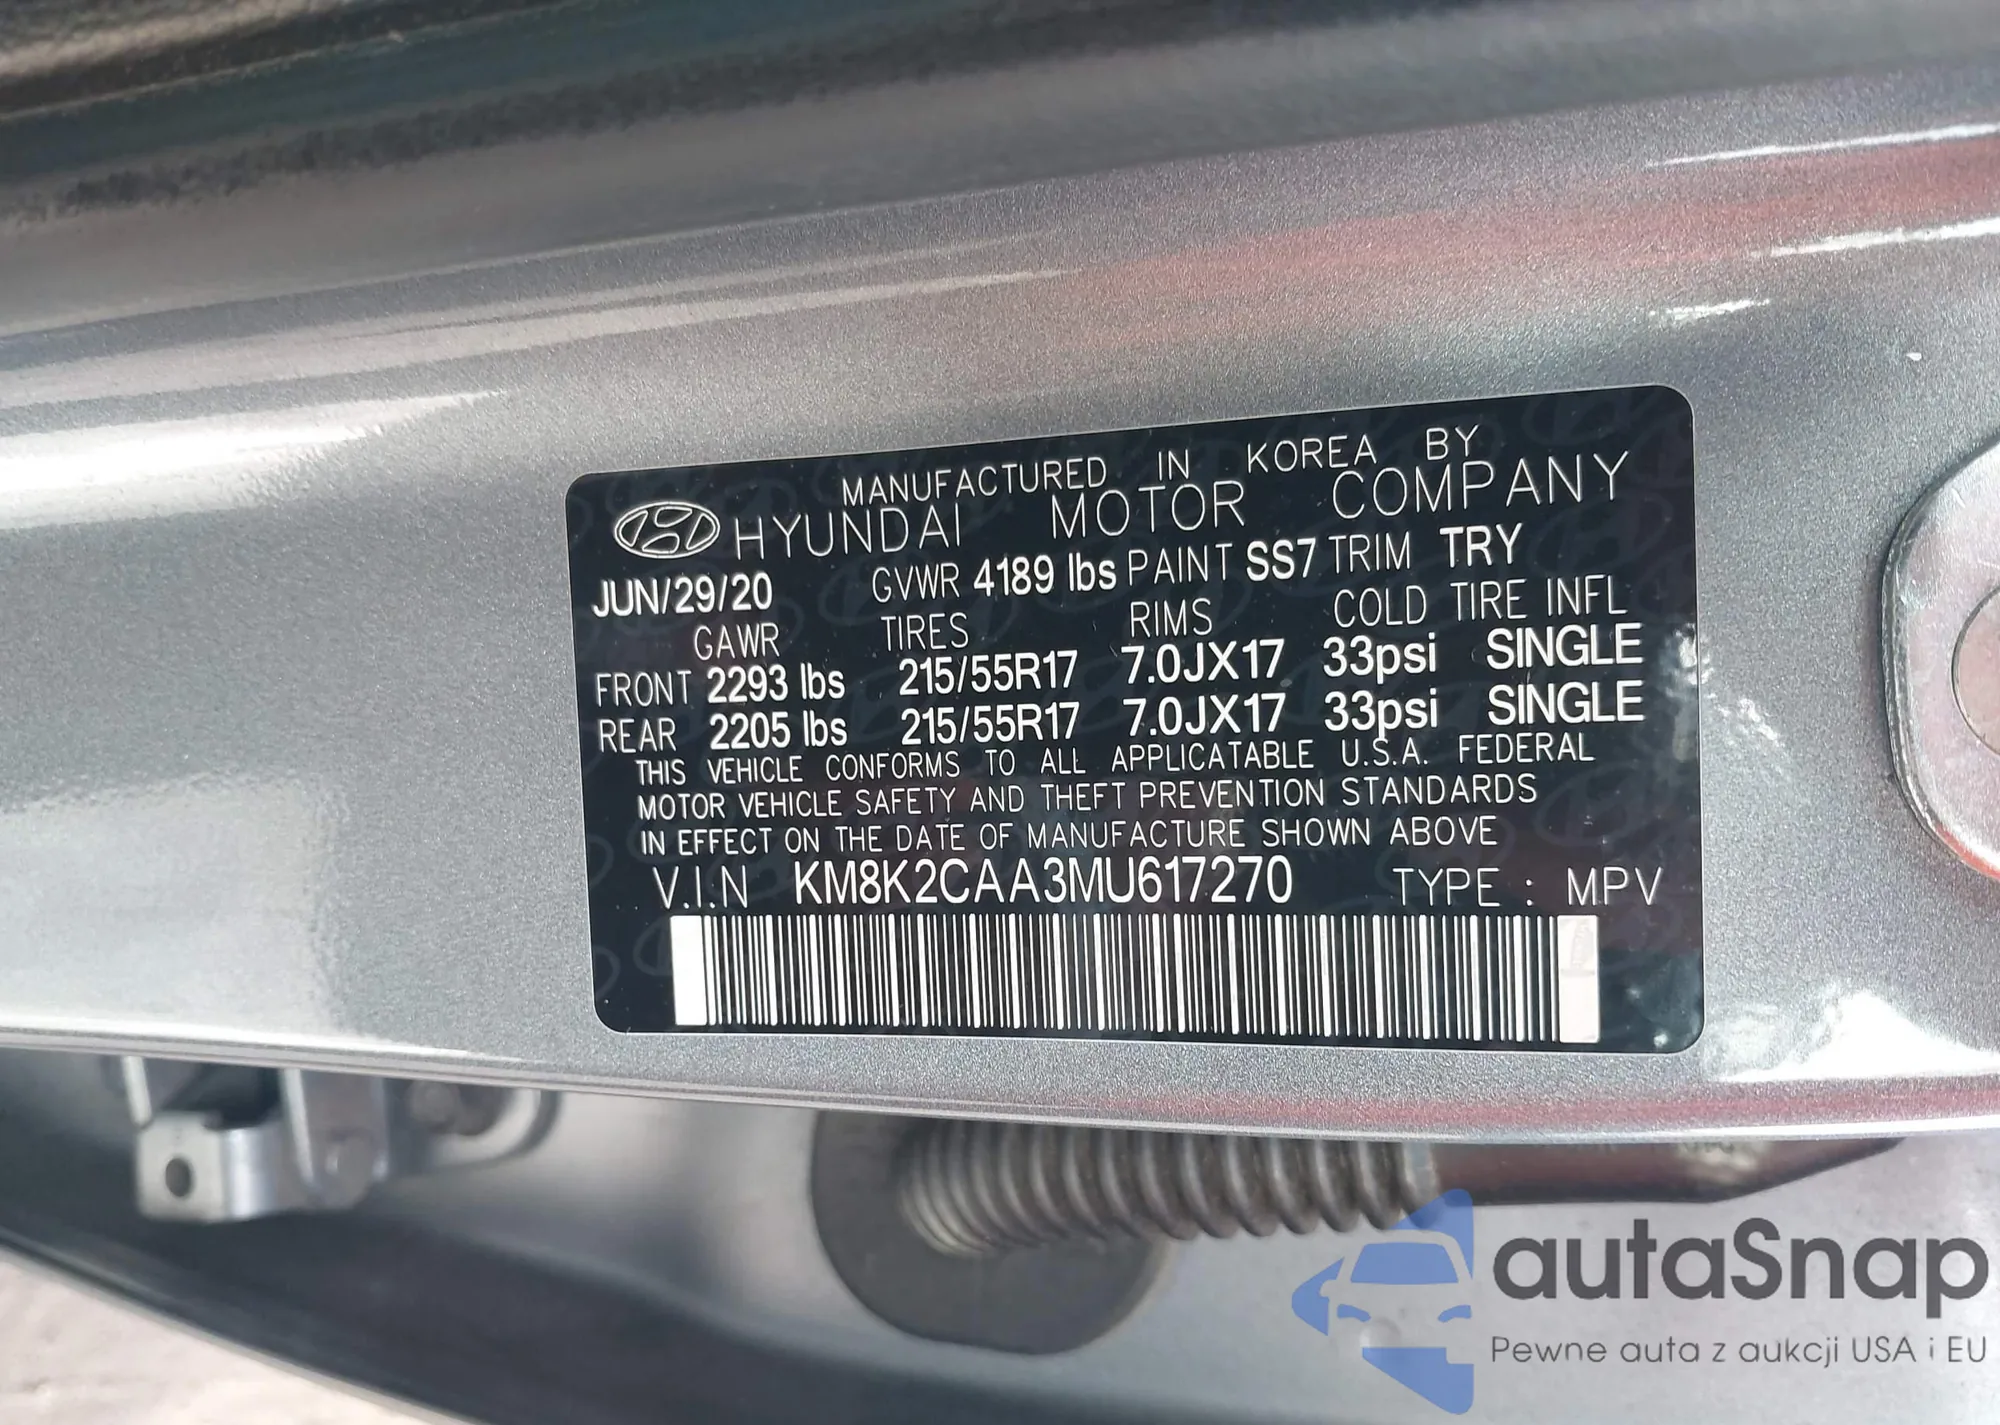 MANUFACTURED IN KOREA BY
HYUNDAI MOTOR COMPANY
JUN/29/20 GVWR 4189 lbs PAINT SS7 TRIM TRY
GAWR TIRES RIMS COLD TIRE INFL
FRONT 2293 lbs 215/55R17 7.0JX17 33psi SINGLE
REAR 2205 lbs 215/55R17 7.0JX17 33psi SINGLE
THIS VEHICLE CONFORMS TO ALL APPLICATABLE U.S.A. FEDERAL
MOTOR VEHICLE SAFETY AND THEFT PREVENTION STANDARDS
IN EFFECT ON THE DATE OF MANUFACTURE SHOWN ABOVE
V.I.N KM8K2CAA3MU617270 TYPE : MPV
autaSnap
Pewne auta z aukcji USA i EU